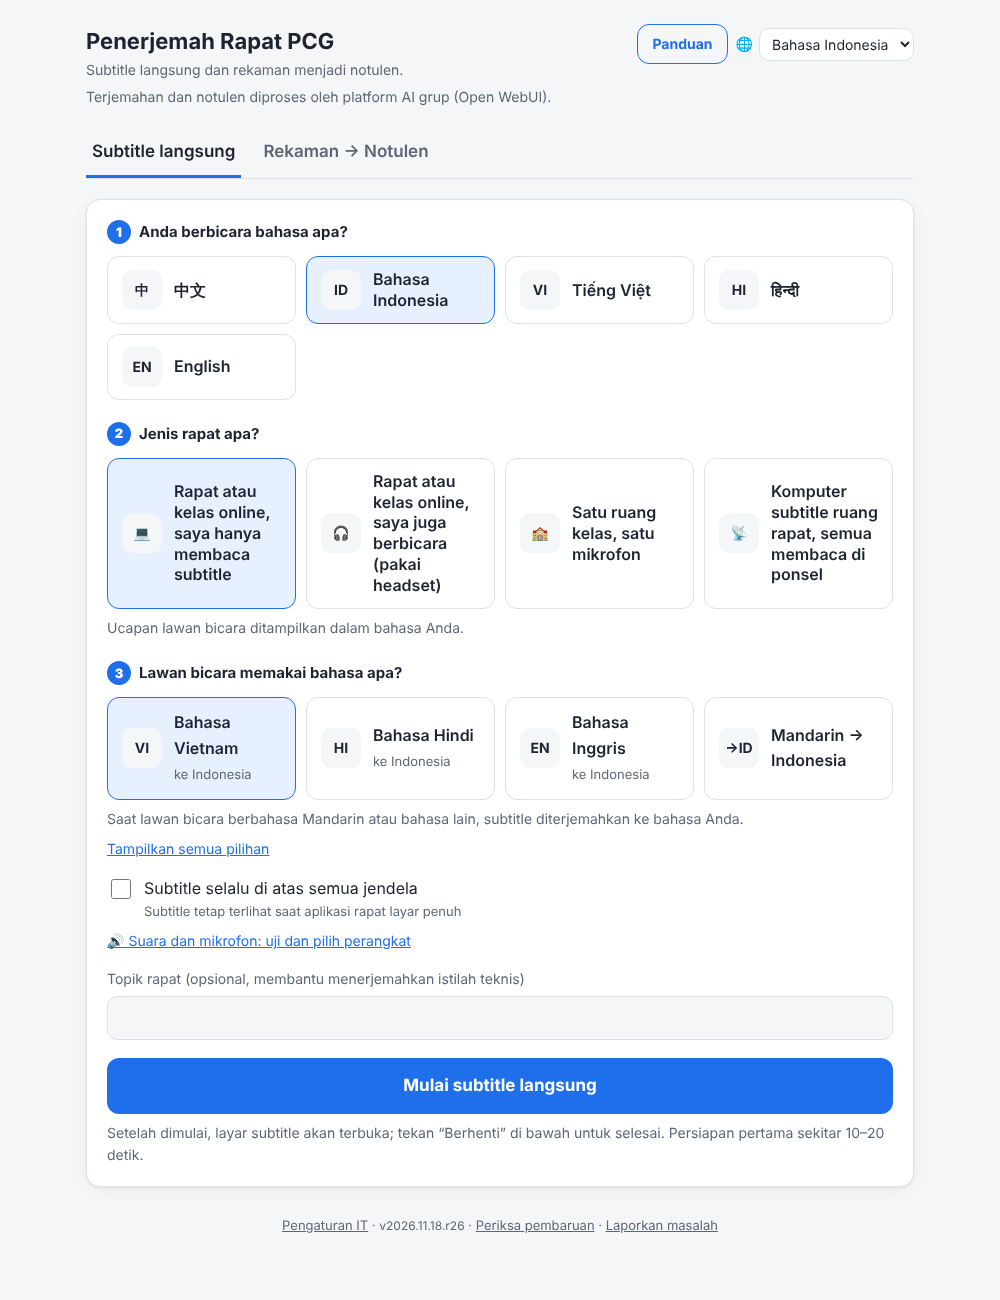 Penerjemah Rapat PCG
Panduan
Bahasa Indonesia
Subtitle langsung dan rekaman menjadi notulen.
Terjemahan dan notulen diproses oleh platform AI grup (Open WebUI).
Subtitle langsung
Rekaman → Notulen
1 Anda berbicara bahasa apa?
中 中文
ID Bahasa
Indonesia
VI Tiếng Việt
HI हिन्दी
EN English
2 Jenis rapat apa?
Rapat atau
kelas online,
saya hanya
membaca
subtitle
Rapat atau
kelas online,
saya juga
berbicara
(pakai
headset)
Satu ruang
kelas, satu
mikrofon
Komputer
subtitle ruang
rapat, semua
membaca di
ponsel
Ucapan lawan bicara ditampilkan dalam bahasa Anda.
3 Lawan bicara memakai bahasa apa?
VI Bahasa
Vietnam
ke Indonesia
HI Bahasa Hindi
ke Indonesia
EN Bahasa
Inggris
ke Indonesia
→ID Mandarin →
Indonesia
Saat lawan bicara berbahasa Mandarin atau bahasa lain, subtitle diterjemahkan ke bahasa Anda.
Tampilkan semua pilihan
Subtitle selalu di atas semua jendela
Subtitle tetap terlihat saat aplikasi rapat layar penuh
🔊 Suara dan mikrofon: uji dan pilih perangkat
Topik rapat (opsional, membantu menerjemahkan istilah teknis)
Mulai subtitle langsung
Setelah dimulai, layar subtitle akan terbuka; tekan “Berhenti” di bawah untuk selesai. Persiapan pertama sekitar 10–20
detik.
Pengaturan IT · v2026.11.18.r26 · Periksa pembaruan · Laporkan masalah